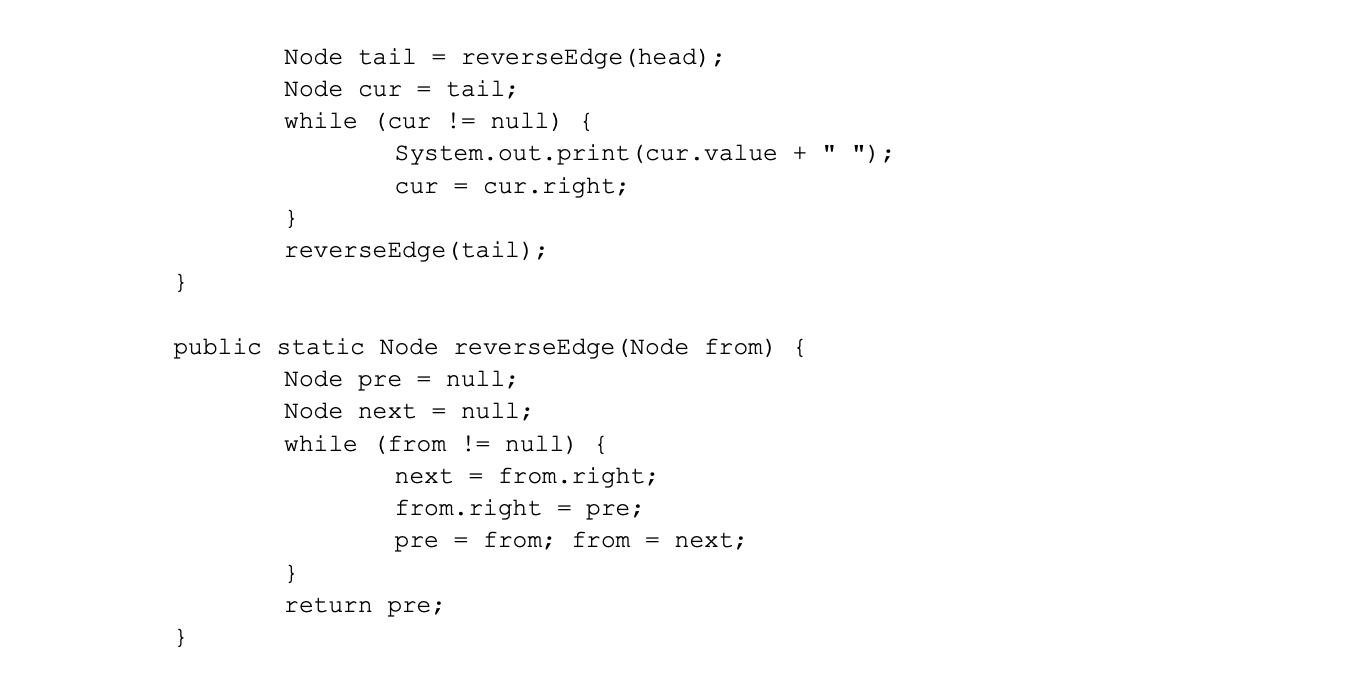 Node tail = reverseEdge(head);
Node cur = tail;
while (cur != null) {
System.out.print(cur.value + " ");
cur = cur.right;
}
reverseEdge(tail);
}
public static Node reverseEdge(Node from) {
Node pre = null;
Node next = null;
while (from != null) {
next = from.right;
from.right = pre;
pre = from; from = next;
}
return pre;
}